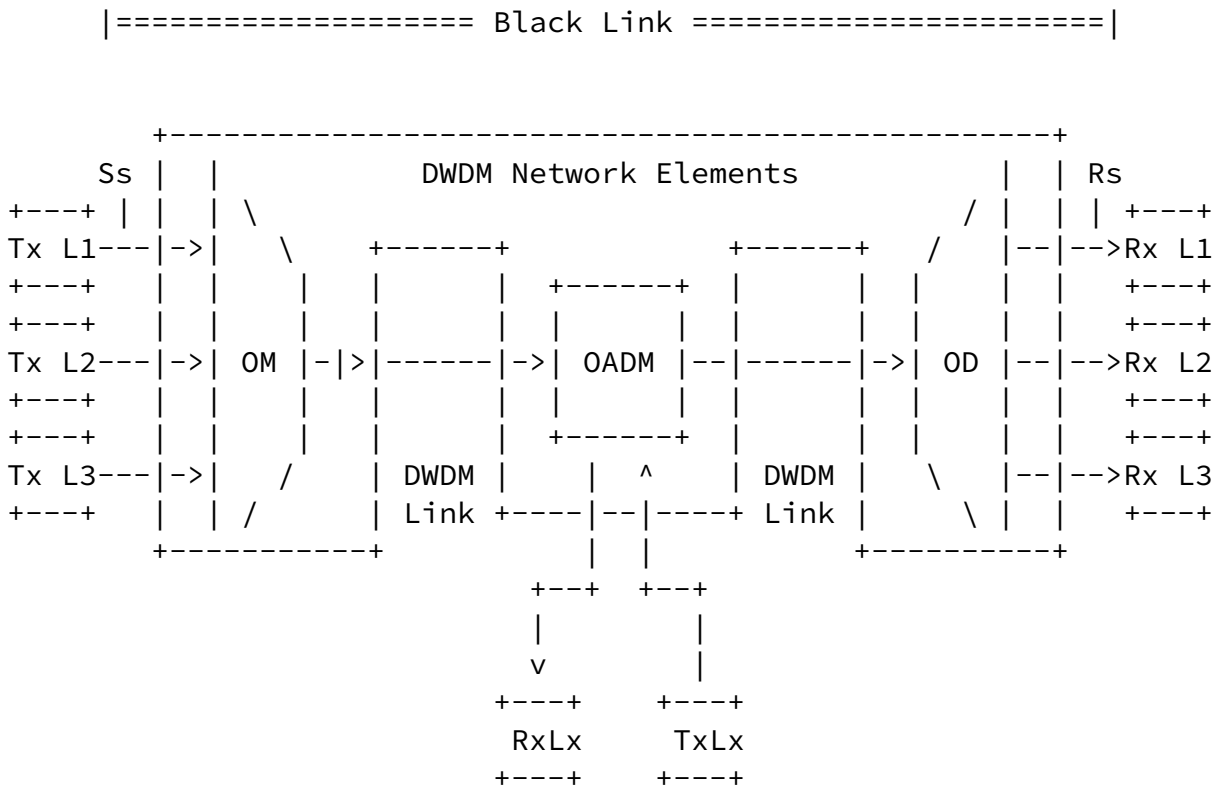 |==================== Black Link =======================|
+-------------------------------------------------+
Ss | | DWDM Network Elements | | Rs
+---+ | | | \ / | | | +---+
Tx L1---|->| \ +------+ +------+ / |--|-->Rx L1
+---+ | | | | | +------+ | | | | | +---+
+---+ | | | | | | | | | | | | +---+
Tx L2---|->| OM |-|>|------|->| OADM |--|------|->| OD |--|-->Rx L2
+---+ | | | | | | | | | | | | +---+
+---+ | | | | | +------+ | | | | | +---+
Tx L3---|->| / | DWDM | | ^ | DWDM | \ |--|-->Rx L3
+---+ | | / | Link +----|--|----+ Link | \ | | +---+
+-----------+ | | +----------+
+--+ +--+
| |
v |
+---+ +---+
RxLx TxLx
+---+ +---+